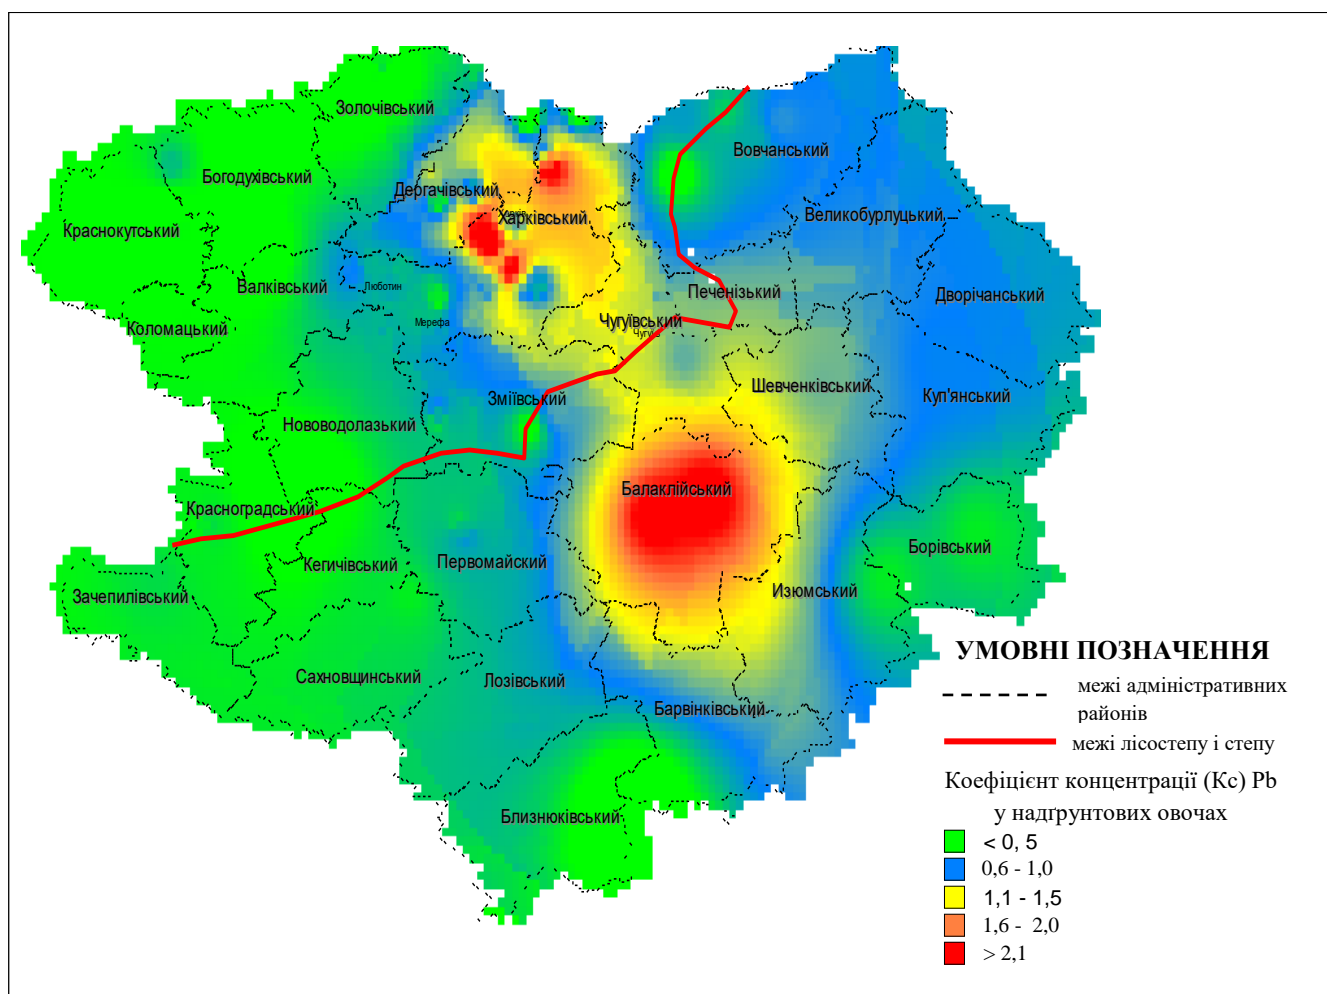 Золочівський
Вовчанський
Богодухівський
Дергачівський
Харківський
Великобурлуцький
Краснокутський
Валківський
Люботин
Печенізький
Дворічанський
Коломацький
Мерефа
Чугуївський
Чугуїв
Шевченківський
Куп'янський
Зміївський
Нововодолазький
Балаклійський
Красноградський
Борівський
Кегичівський
Первомайский
Зачепилівський
Изюмський
Сахновщинський
Лозівський
Барвінківський
Близнюківський
УМОВНІ ПОЗНАЧЕННЯ
межі адміністративних
районів
межі лісостепу і степу
Коефіцієнт концентрації (Кс) Pb
у надґрунтових овочах
< 0, 5
0,6 - 1,0
1,1 - 1,5
1,6 - 2,0
> 2,1